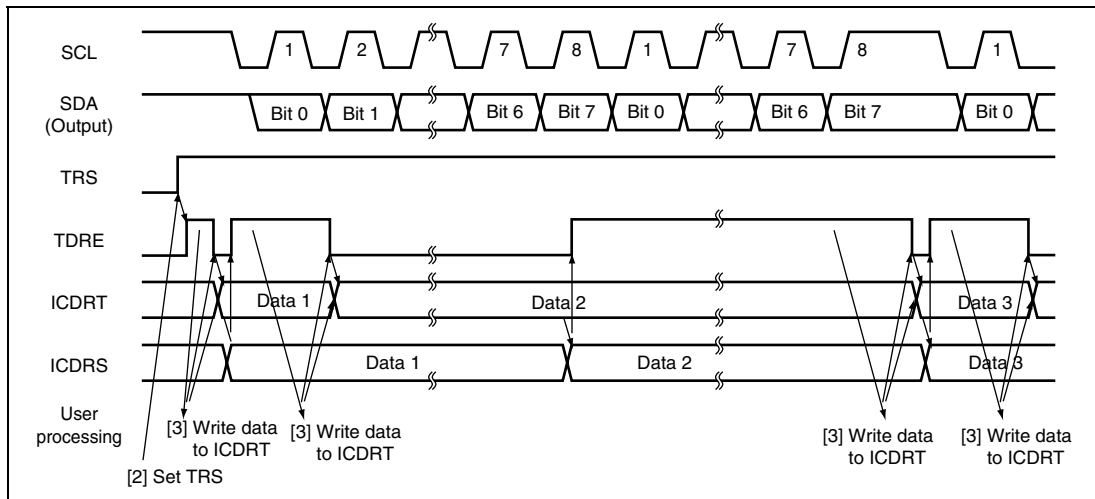 SCL
1
2
7
8
1
7
8
1
SDA
(Output)
Bit 0
Bit 1
Bit 6
Bit 7
Bit 0
Bit 6
Bit 7
Bit 0
Bit 1
TRS
TDRE
ICDRT
Data 1
Data 2
Data 3
ICDRS
Data 1
Data 2
Data 3
User
processing
[3] Write data
to ICDRT
[3] Write data
to ICDRT
[3] Write data
to ICDRT
[3] Write data
to ICDRT
[2] Set TRS